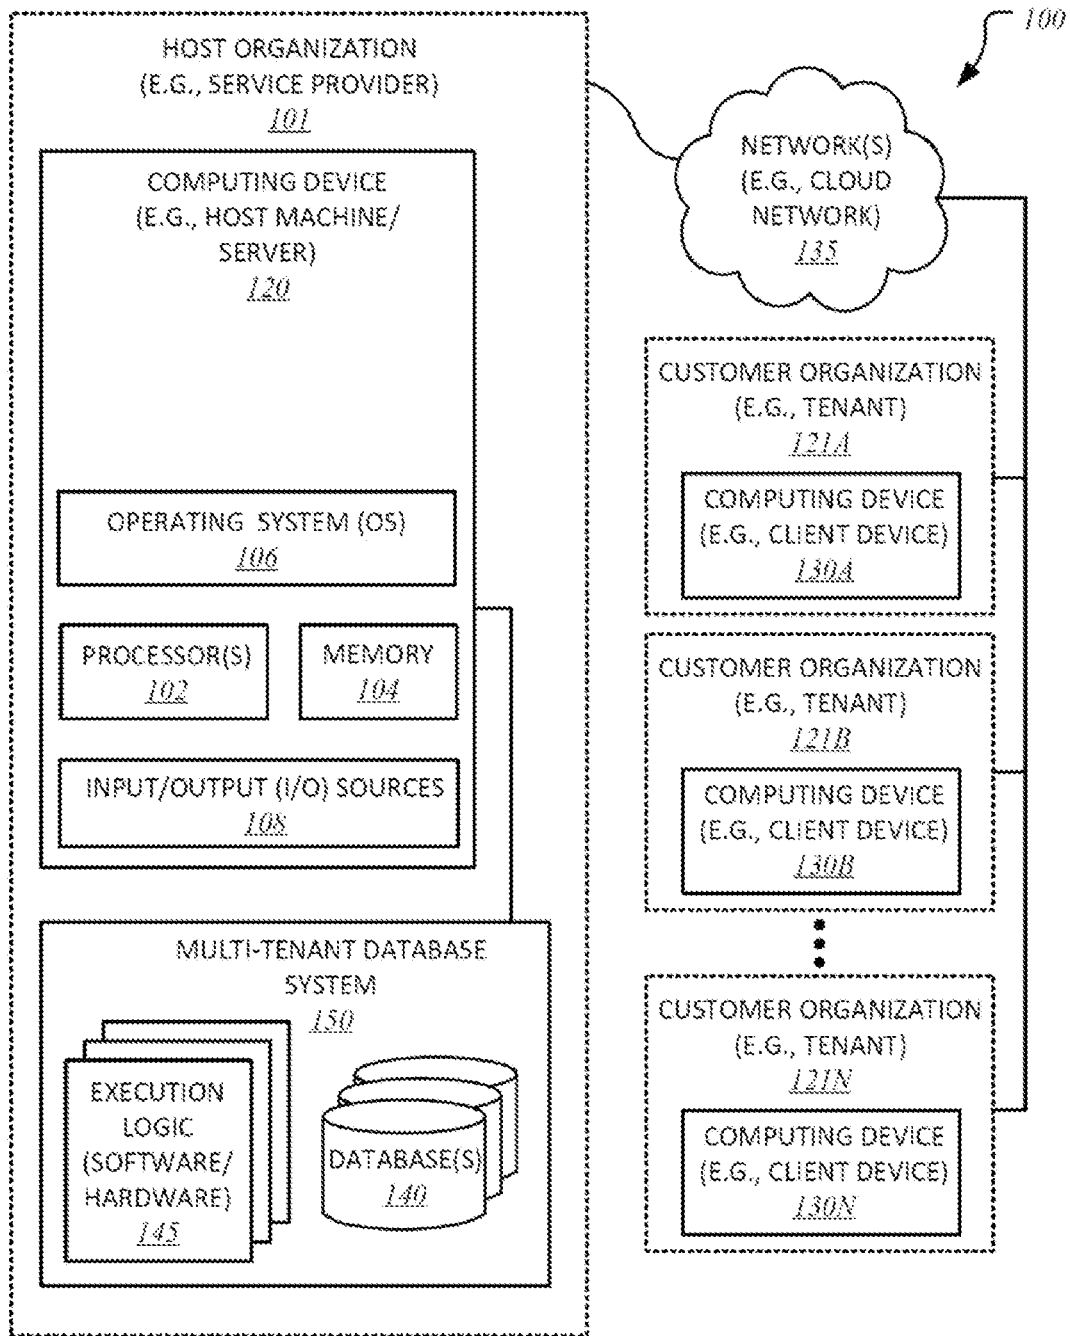 100
HOST ORGANIZATION
(E.G., SERVICE PROVIDER)
101
COMPUTING DEVICE
(E.G., HOST MACHINE/
SERVER)
120
OPERATING SYSTEM (OS)
106
PROCESSOR(S)
102
MEMORY
104
INPUT/OUTPUT (I/O) SOURCES
108
MULTI-TENANT DATABASE
SYSTEM
150
EXECUTION
LOGIC
(SOFTWARE/
HARDWARE)
145
DATABASE(S)
140
NETWORK(S)
(E.G., CLOUD
NETWORK)
135
CUSTOMER ORGANIZATION
(E.G., TENANT)
121A
COMPUTING DEVICE
(E.G., CLIENT DEVICE)
130A
CUSTOMER ORGANIZATION
(E.G., TENANT)
121B
COMPUTING DEVICE
(E.G., CLIENT DEVICE)
130B
CUSTOMER ORGANIZATION
(E.G., TENANT)
121N
COMPUTING DEVICE
(E.G., CLIENT DEVICE)
130N